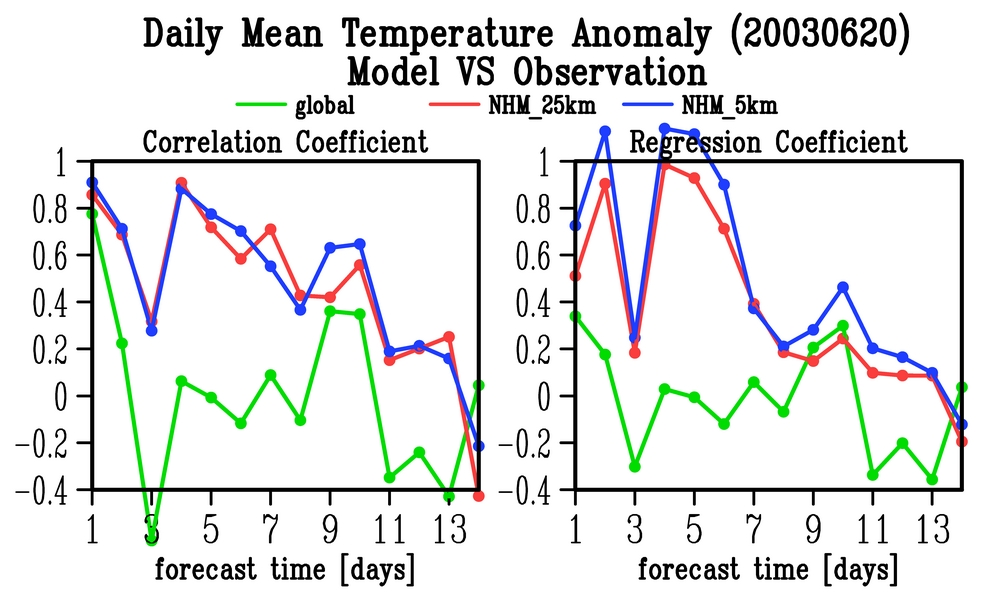 Daily Mean Temperature Anomaly (20030620)
Model VS Observation
global NHM_25km NHM_5km
Correlation Coefficient
1
0.8
0.6
0.4
0.2
0
-0.2
-0.4
1 3 5 7 9 11 13
forecast time [days]
Regression Coefficient
1
0.8
0.6
0.4
0.2
0
-0.2
-0.4
1 3 5 7 9 11 13
forecast time [days]